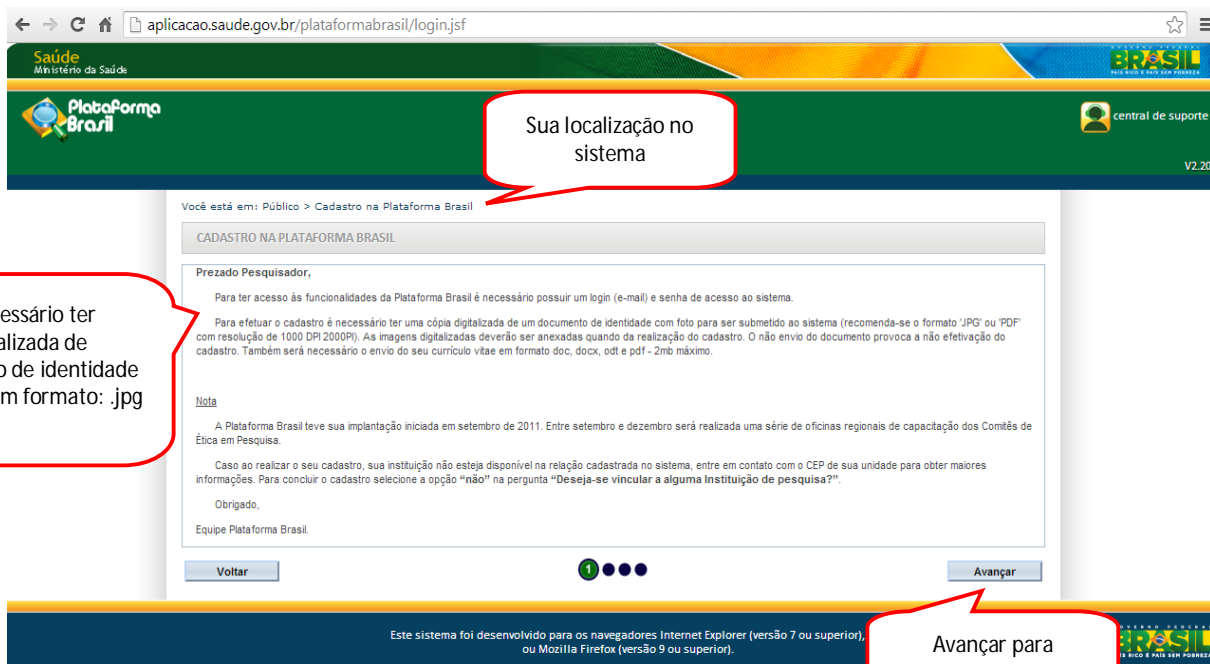 aplicacao.saude.gov.br/plataformabrasil/login.jsf
Saúde
Ministério da Saúde
GOVERNO FEDERAL
BRASIL
PAÍS RICO É PAÍS SEM POBREZA
Plataforma
Brasil
Sua localização no
sistema
central de suporte
V2.20
Você está em: Público > Cadastro na Plataforma Brasil
CADASTRO NA PLATAFORMA BRASIL
Prezado Pesquisador,
Para ter acesso às funcionalidades da Plataforma Brasil é necessário possuir um login (e-mail) e senha de acesso ao sistema.
Para efetuar o cadastro é necessário ter uma cópia digitalizada de um documento de identidade com foto para ser submetido ao sistema (recomenda-se o formato 'JPG' ou 'PDF'
com resolução de 1000 DPI 2000PI). As imagens digitalizadas deverão ser anexadas quando da realização do cadastro. O não envio do documento provoca a não efetivação do
cadastro. Também será necessário o envio do seu currículo vitae em formato doc, docx, odt e pdf - 2mb máximo.
essário ter
alizada de
o de identidade
m formato: .jpg
Nota
A Plataforma Brasil teve sua implantação iniciada em setembro de 2011. Entre setembro e dezembro será realizada uma série de oficinas regionais de capacitação dos Comitês de
Ética em Pesquisa.
Caso ao realizar o seu cadastro, sua instituição não esteja disponível na relação cadastrada no sistema, entre em contato com o CEP de sua unidade para obter maiores
informações. Para concluir o cadastro selecione a opção “não” na pergunta “Deseja-se vincular a alguma Instituição de pesquisa?”.
Obrigado,
Equipe Plataforma Brasil.
Voltar
1
Avançar
Este sistema foi desenvolvido para os navegadores Internet Explorer (versão 7 ou superior),
ou Mozilla Firefox (versão 9 ou superior).
Avançar para
GOVERNO FEDERAL
BRASIL
PAÍS RICO É PAÍS SEM POBREZA